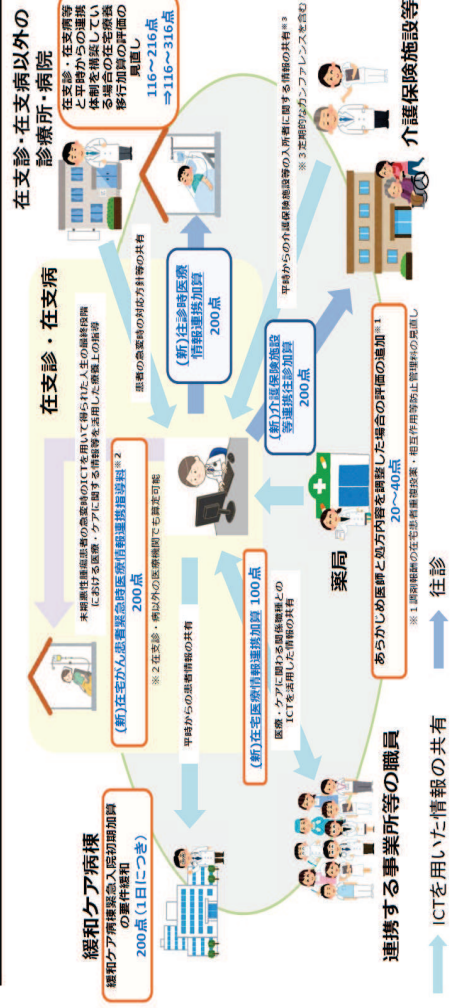 在支診・在支病以外の
診療所・病院
在支診・在支病等
と平時からの連携
体制を構築してい
る場合の在宅療養
移行加算の評価の
見直し
116～216点
⇒116～316点
患者の急変時の対応方針等の共有
在支診・在支病
末期悪性腫瘍患者の急変時のICTを用いて得られた人生の最終段階
における医療・ケアに関する情報等を活用した療養上の指導
(新)在宅がん患者緊急時医療情報連携指導料※2
200点
※2 在支診・病以外の医療機関でも算定可能
(新)往診時医療
情報連携加算
200点
(新)介護保険施設
等連携往診加算
200点
平時からの介護保険施設等の入所者に関する情報の共有※3
※3 定期的なカンファレンスを含む
介護保険施設等
緩和ケア病棟
緩和ケア病棟緊急入院初期加算
の要件緩和
200点(1日につき)
平時からの患者情報の共有
(新)在宅医療情報連携加算 100点
医療・ケアに関わる関係職種との
ICTを活用した情報の共有
連携する事業所等の職員
薬局
あらかじめ医師と処方内容を調整した場合の評価の追加※1
20～40点
※1 調剤報酬の在宅患者重複投薬・相互作用等防止管理料の見直し
ICTを用いた情報の共有
往診